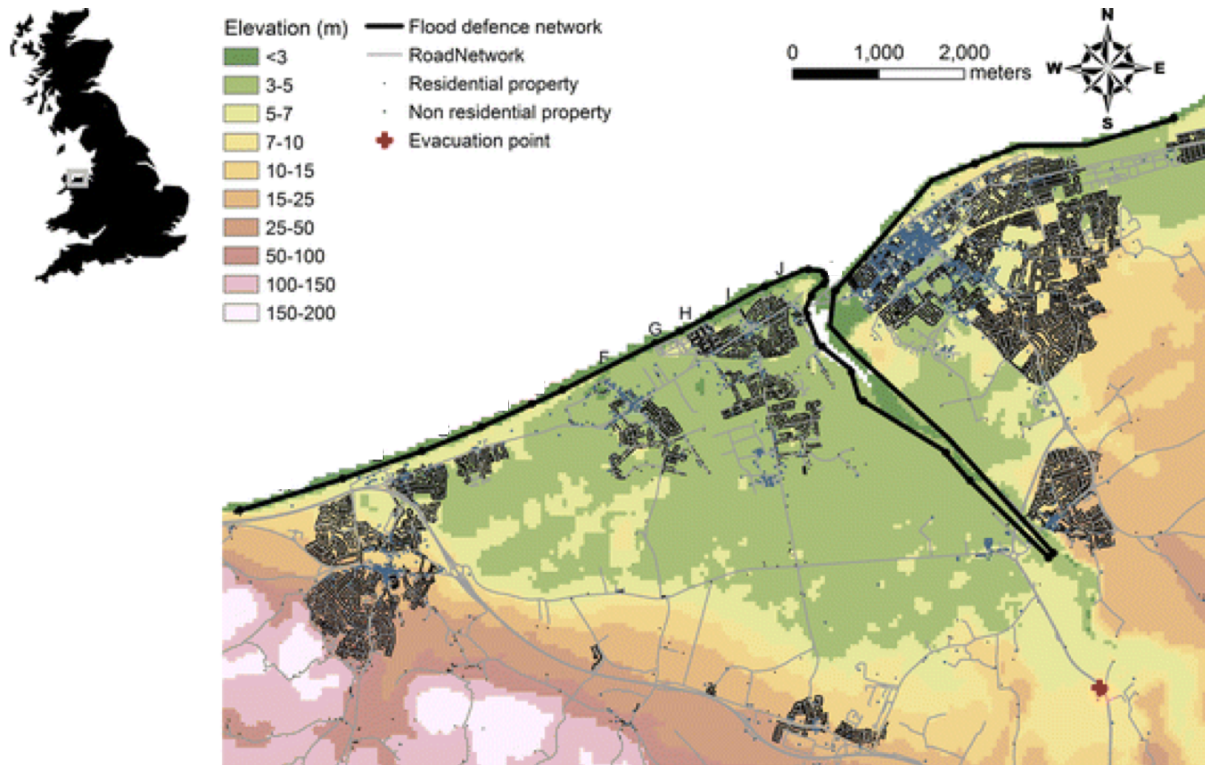 Elevation (m)
<3
3-5
5-7
7-10
10-15
15-25
25-50
50-100
100-150
150-200
Flood defence network
RoadNetwork
Residential property
Non residential property
Evacuation point
0 1,000 2,000
meters
N
W E
S
J
I
H
G
F